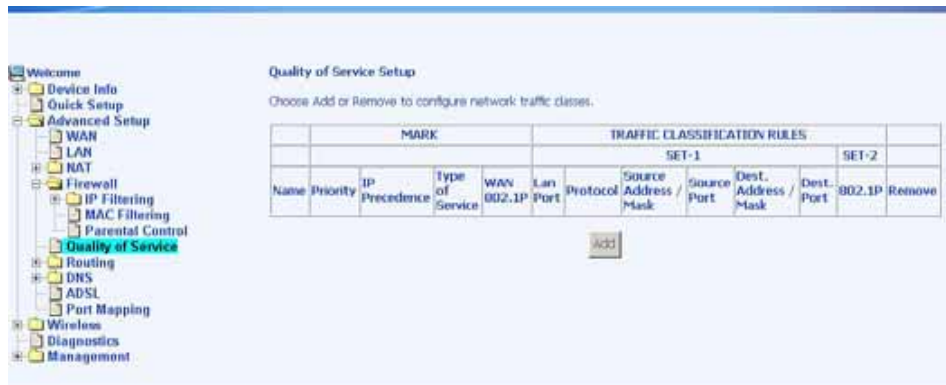 Welcome
Device Info
Quick Setup
Advanced Setup
WAN
LAN
NAT
Firewall
IP Filtering
MAC Filtering
Parental Control
Quality of Service
Routing
DNS
ADSL
Port Mapping
Wireless
Diagnostics
Management
Quality of Service Setup
Choose Add or Remove to configure network traffic classes.
MARK TRAFFIC CLASSIFICATION RULES
SET-1 SET-2
Name Priority IP Precedence Type of Service WAN 802.1P Lan Port Protocol Source Address / Mask Source Port Dest. Address / Mask Dest. Port 802.1P Remove
Add